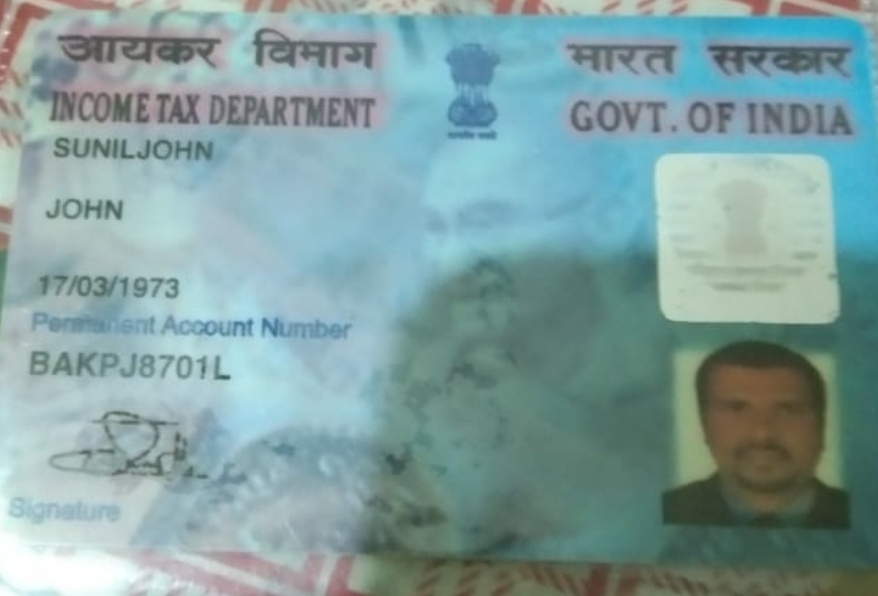 आयकर विभाग
भारत सरकार
INCOME TAX DEPARTMENT
GOVT. OF INDIA
SUNILJOHN
JOHN
17/03/1973
Permanent Account Number
BAKPJ8701L
Signature